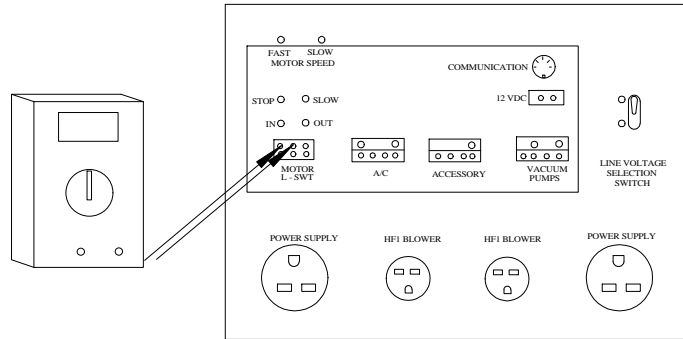 FAST SLOW
MOTOR SPEED
COMMUNICATION
STOP SLOW
12 VDC
IN OUT
MOTOR
L - SWT
A/C
ACCESSORY
VACUUM
PUMPS
LINE VOLTAGE
SELECTION
SWITCH
POWER SUPPLY
HF1 BLOWER
HF1 BLOWER
POWER SUPPLY